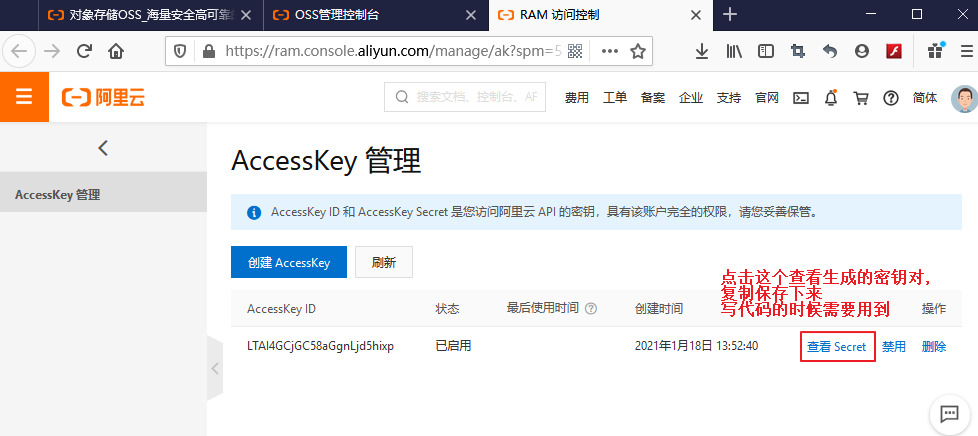 对象存储OSS_海量安全高可靠
OSS管理控制台
RAM 访问控制
https://ram.console.aliyun.com/manage/ak?spm=5
阿里云
搜索文档、控制台、AP
费用
工单
备案
企业
支持
官网
简体
AccessKey 管理
AccessKey 管理
AccessKey ID 和 AccessKey Secret 是您访问阿里云 API 的密钥，具有该账户完全的权限，请您妥善保管。
创建 AccessKey
刷新
点击这个查看生成的密钥对，
复制保存下来
写代码的时候需要用到
AccessKey ID
状态
最后使用时间
创建时间
操作
LTAI4GCjGC58aGgnLjd5hixp
已启用
2021年1月18日 13:52:40
查看 Secret
禁用
删除